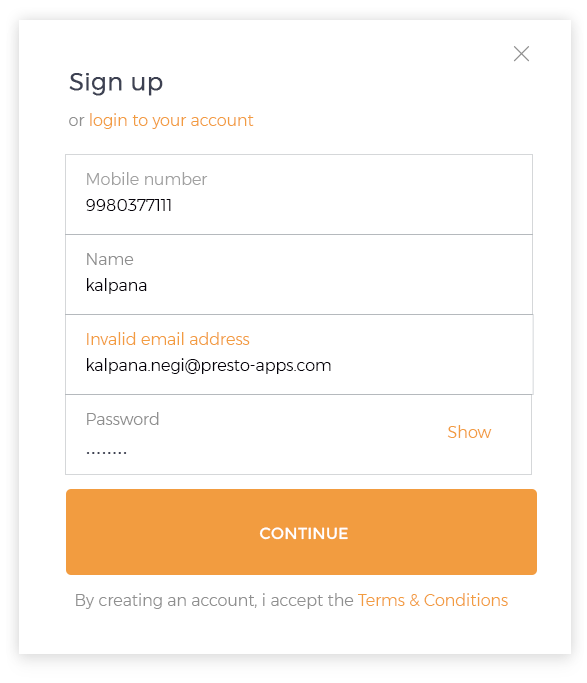 Sign up
or login to your account
Mobile number
9980377111
Name
kalpana
Invalid email address
kalpana.negi@presto-apps.com
Password
........
Show
CONTINUE
By creating an account, i accept the Terms & Conditions